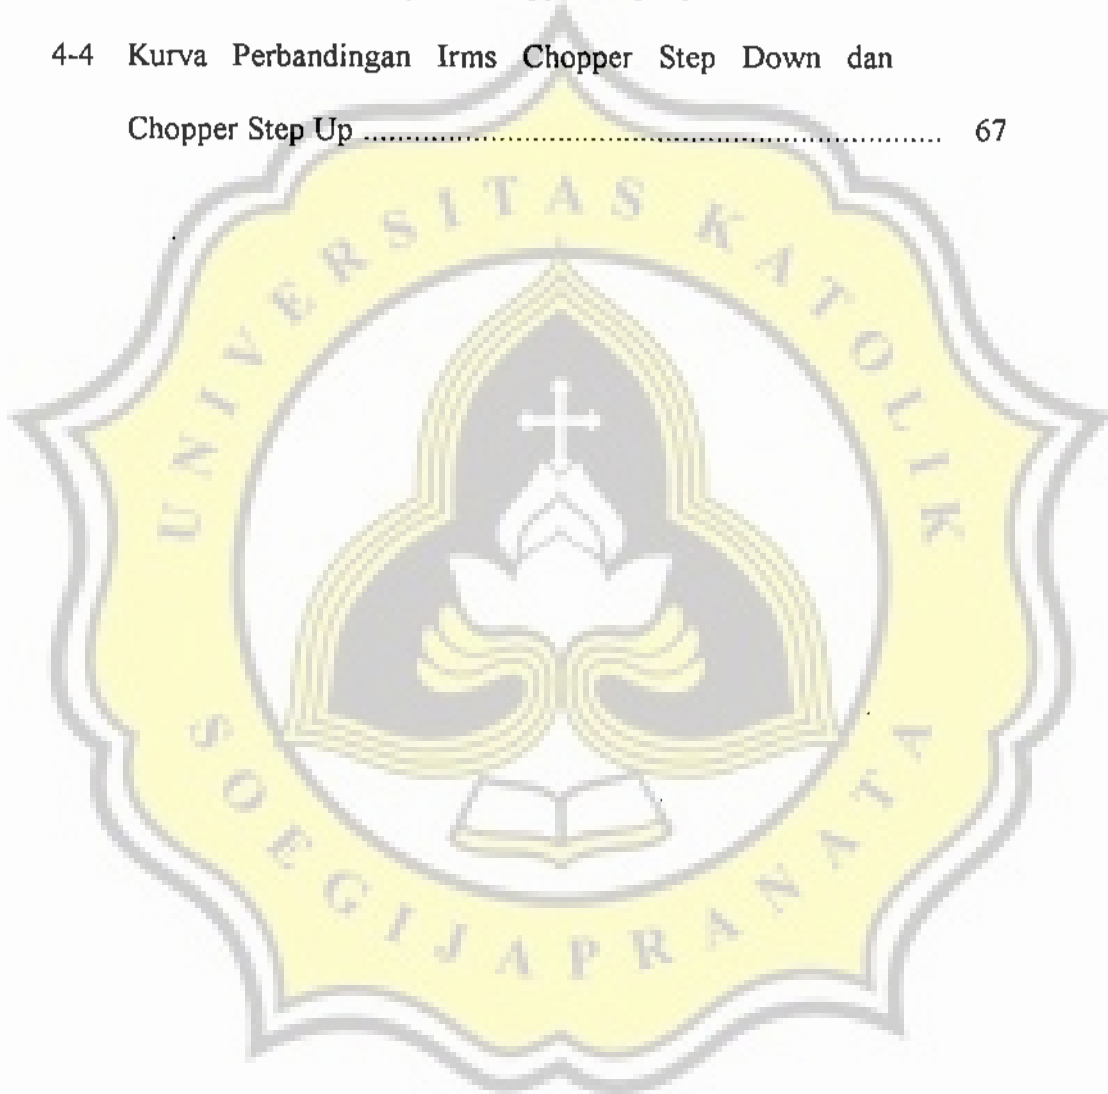 4-4 Kurva Perbandingan Irms Chopper Step Down dan
Chopper Step Up ........................................................................... 67
UNIVERSITAS KATOLIK
SOEGIJAPRANATA